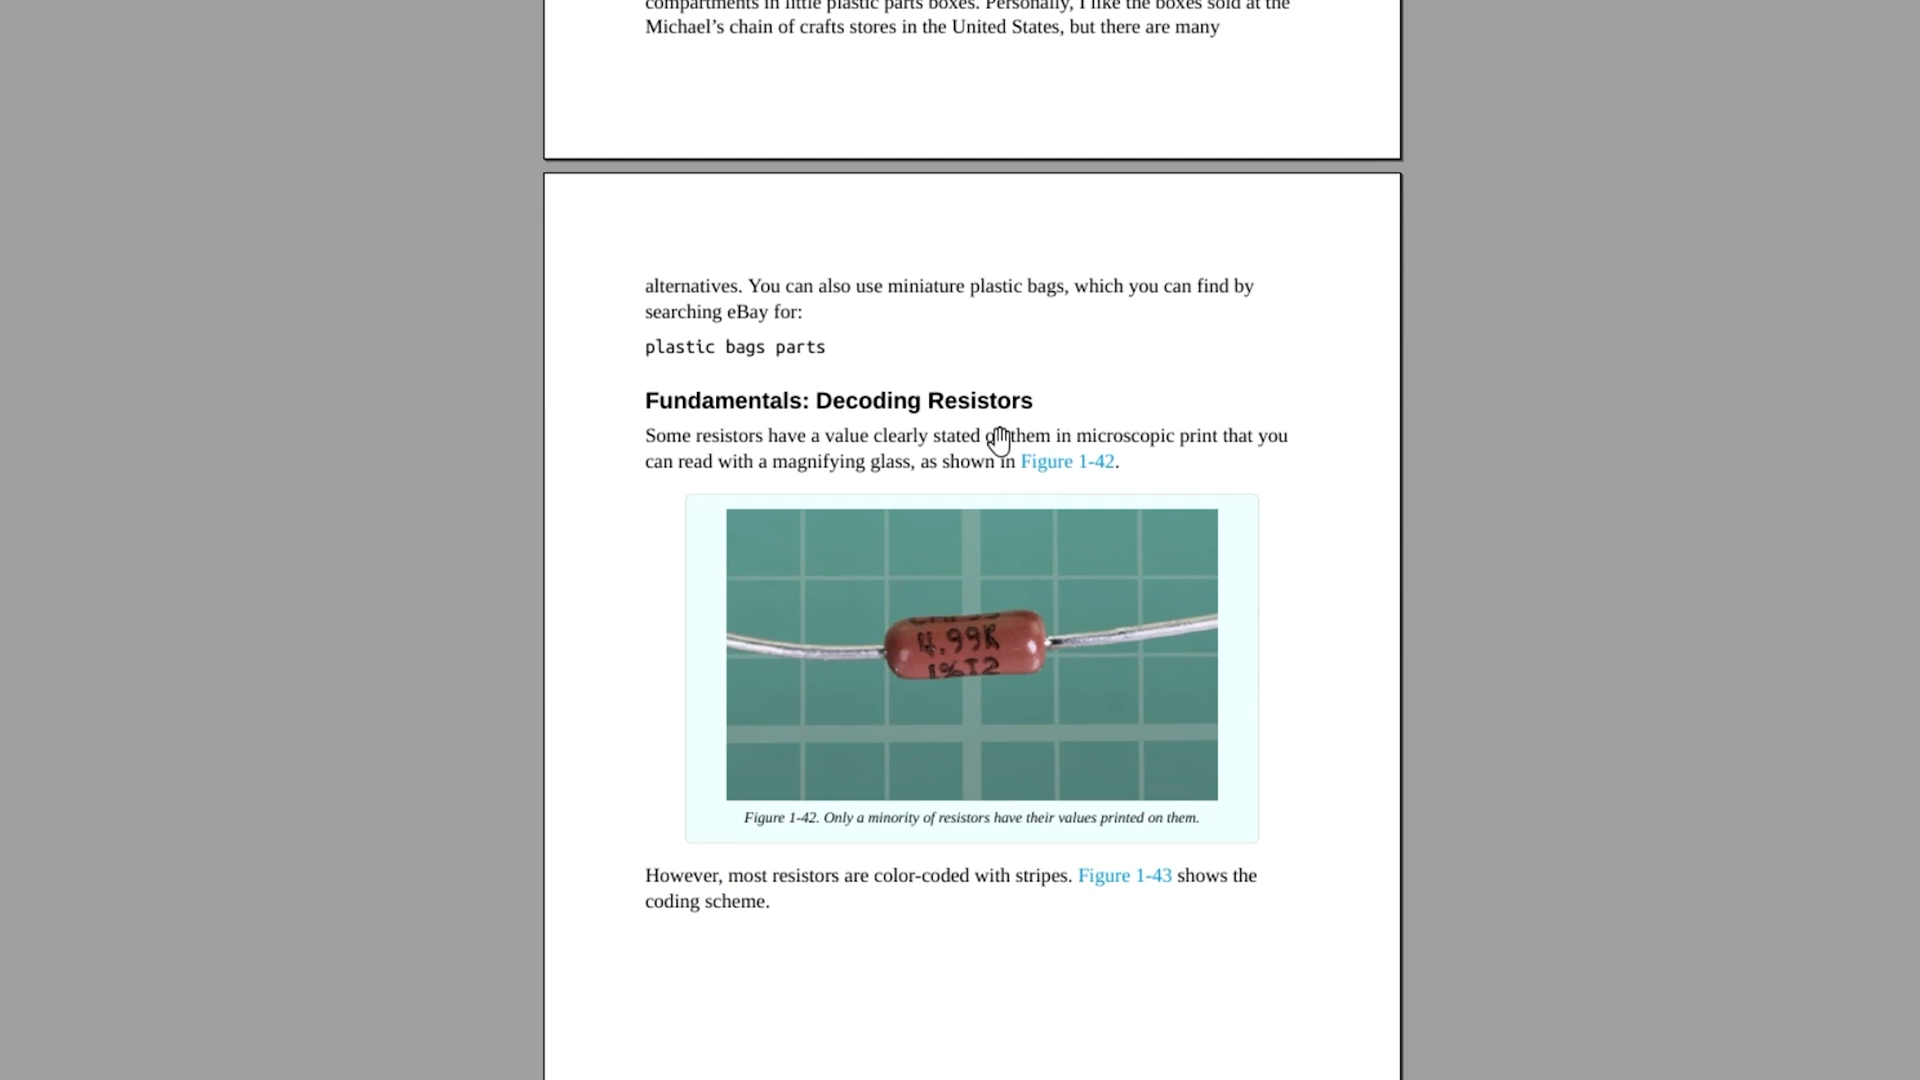 compartments in little plastic parts boxes. Personally, I like the boxes sold at the
Michael’s chain of crafts stores in the United States, but there are many
alternatives. You can also use miniature plastic bags, which you can find by
searching eBay for:
plastic bags parts
Fundamentals: Decoding Resistors
Some resistors have a value clearly stated on them in microscopic print that you
can read with a magnifying glass, as shown in Figure 1-42.
4.99K
1%T2
Figure 1-42. Only a minority of resistors have their values printed on them.
However, most resistors are color-coded with stripes. Figure 1-43 shows the
coding scheme.